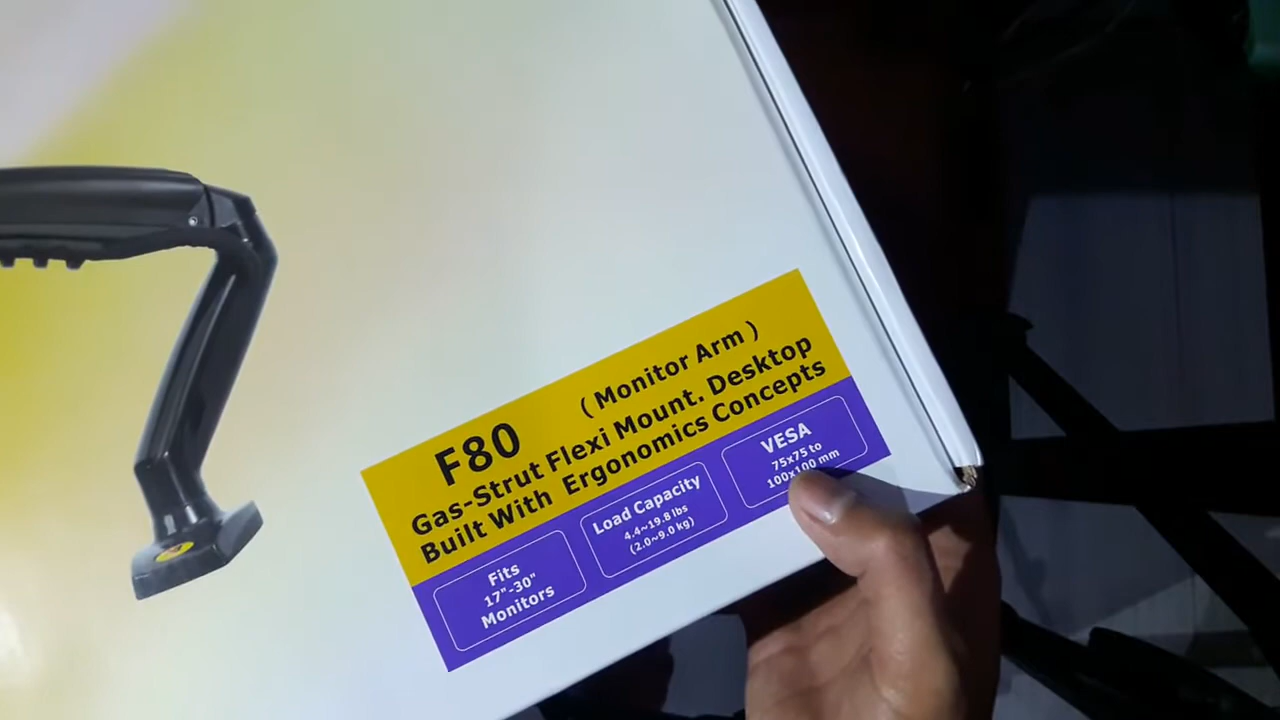 F80 ( Monitor Arm )
Gas-Strut Flexi Mount. Desktop
Built With Ergonomics Concepts
Fits
17"-30"
Monitors
Load Capacity
4.4~19.8 lbs
(2.0~9.0 kg)
VESA
75x75 to
100x100 mm